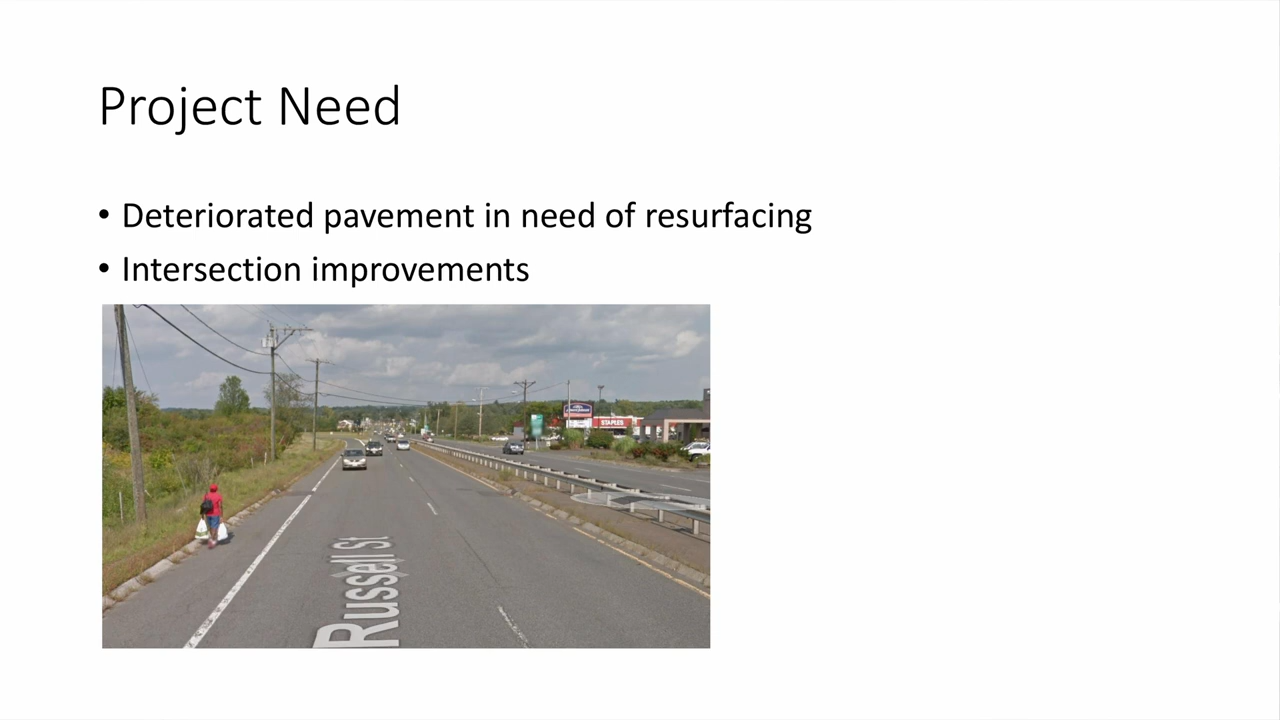 Project Need
• Deteriorated pavement in need of resurfacing
• Intersection improvements
STAPLES
Russell St